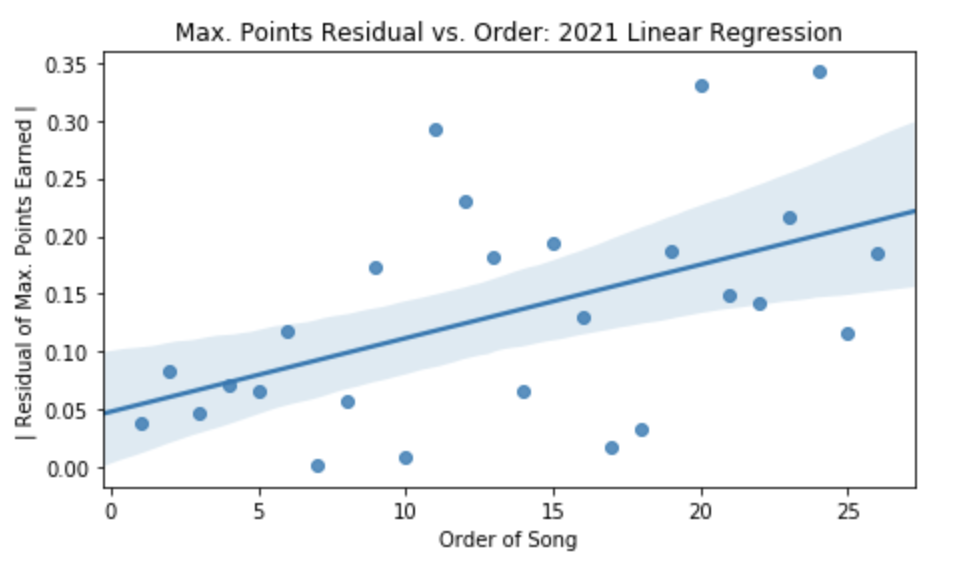 Max. Points Residual vs. Order: 2021 Linear Regression
| Residual of Max. Points Earned |
0.35
0.30
0.25
0.20
0.15
0.10
0.05
0.00
0 5 10 15 20 25
Order of Song